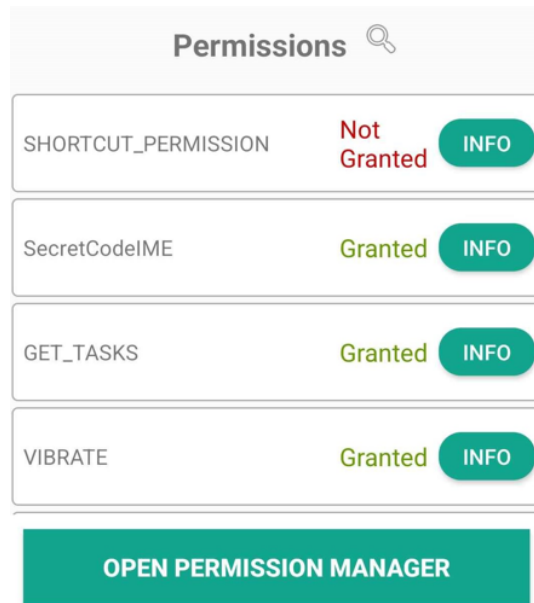 Permissions
SHORTCUT_PERMISSION
Not
Granted
INFO
SecretCodeIME
Granted
INFO
GET_TASKS
Granted
INFO
VIBRATE
Granted
INFO
OPEN PERMISSION MANAGER